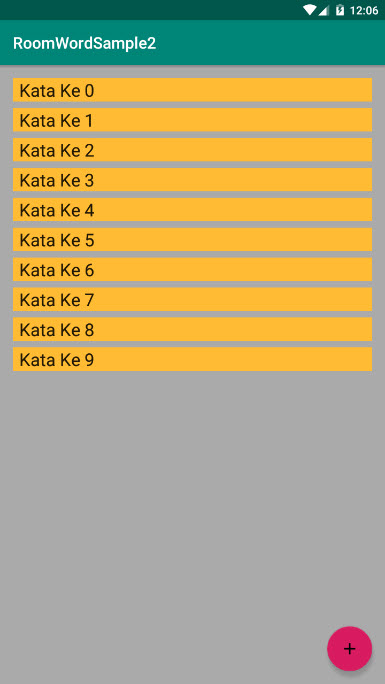 12:06
RoomWordSample2
Kata Ke 0
Kata Ke 1
Kata Ke 2
Kata Ke 3
Kata Ke 4
Kata Ke 5
Kata Ke 6
Kata Ke 7
Kata Ke 8
Kata Ke 9
+